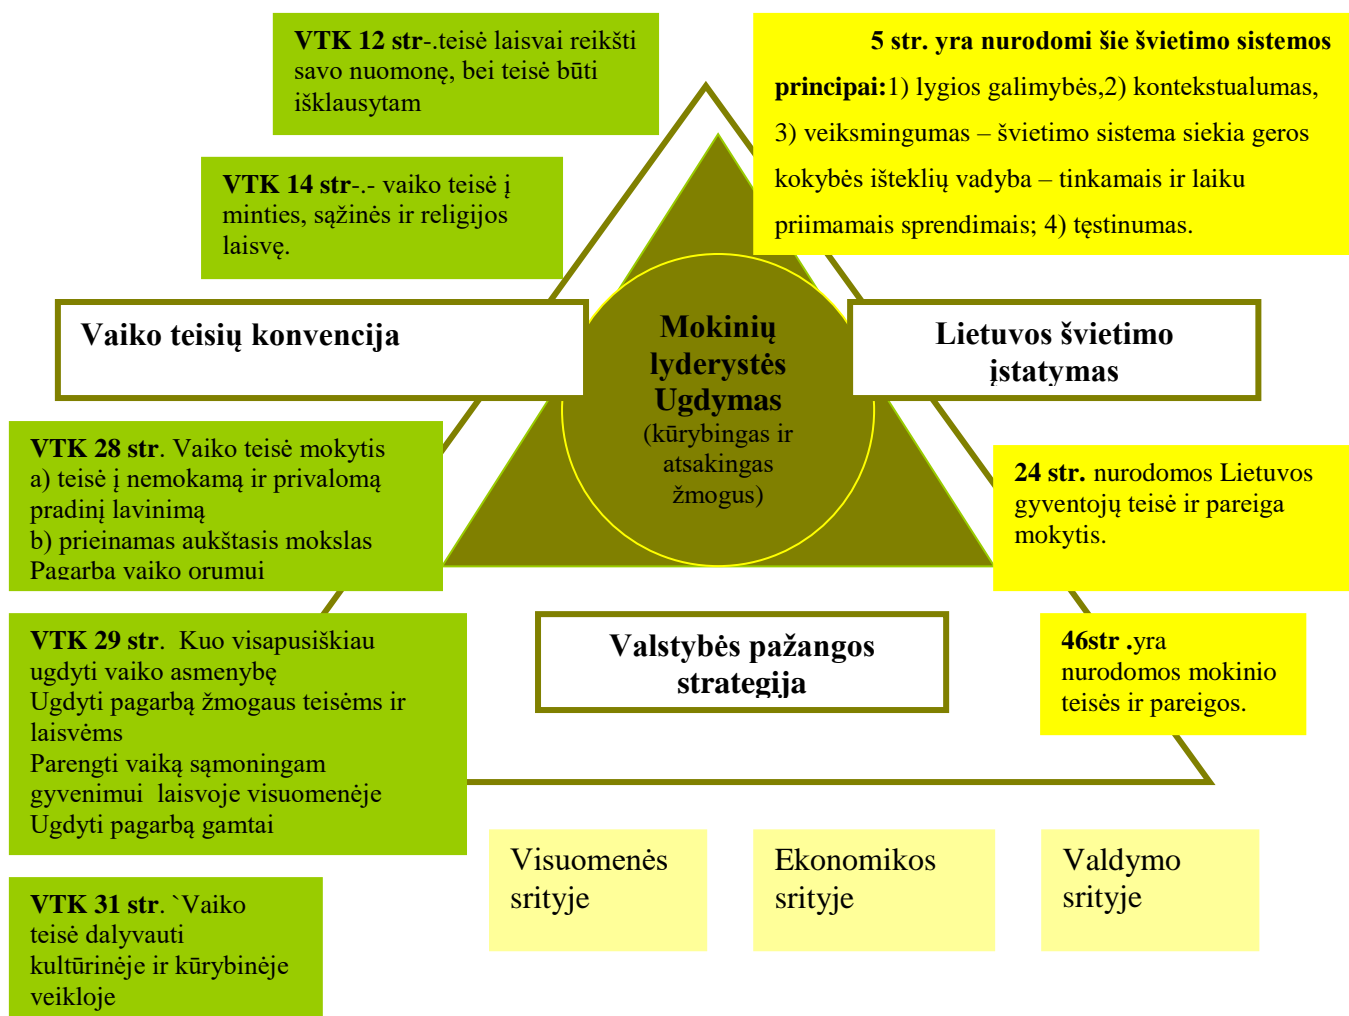 VTK 12 str-.teisė laisvai reikšti
savo nuomonę, bei teisė būti
išklausytam
5 str. yra nurodomi šie švietimo sistemos
principai:1) lygios galimybės,2) kontekstualumas,
3) veiksmingumas – švietimo sistema siekia geros
kokybės išteklių vadyba – tinkamais ir laiku
priimamais sprendimais; 4) tęstinumas.
VTK 14 str-.- vaiko teisė į
minties, sąžinės ir religijos
laisvę.
Vaiko teisių konvencija
Mokinių
lyderystės
Ugdymas
(kūrybingas ir
atsakingas
žmogus)
Lietuvos švietimo
įstatymas
VTK 28 str. Vaiko teisė mokytis
a) teisė į nemokamą ir privalomą
pradinį lavinimą
b) prieinamas aukštasis mokslas
Pagarba vaiko orumui
24 str. nurodomos Lietuvos
gyventojų teisė ir pareiga
mokytis.
VTK 29 str.  Kuo visapusiškiau
ugdyti vaiko asmenybę
Ugdyti pagarbą žmogaus teisėms ir
laisvėms
Parengti vaiką sąmoningam
gyvenimui  laisvoje visuomenėje
Ugdyti pagarbą gamtai
Valstybės pažangos
strategija
46str .yra
nurodomos mokinio
teisės ir pareigos.
Visuomenės
srityje
Ekonomikos
srityje
Valdymo
srityje
VTK 31 str. `Vaiko
teisė dalyvauti
kultūrinėje ir kūrybinėje
veikloje